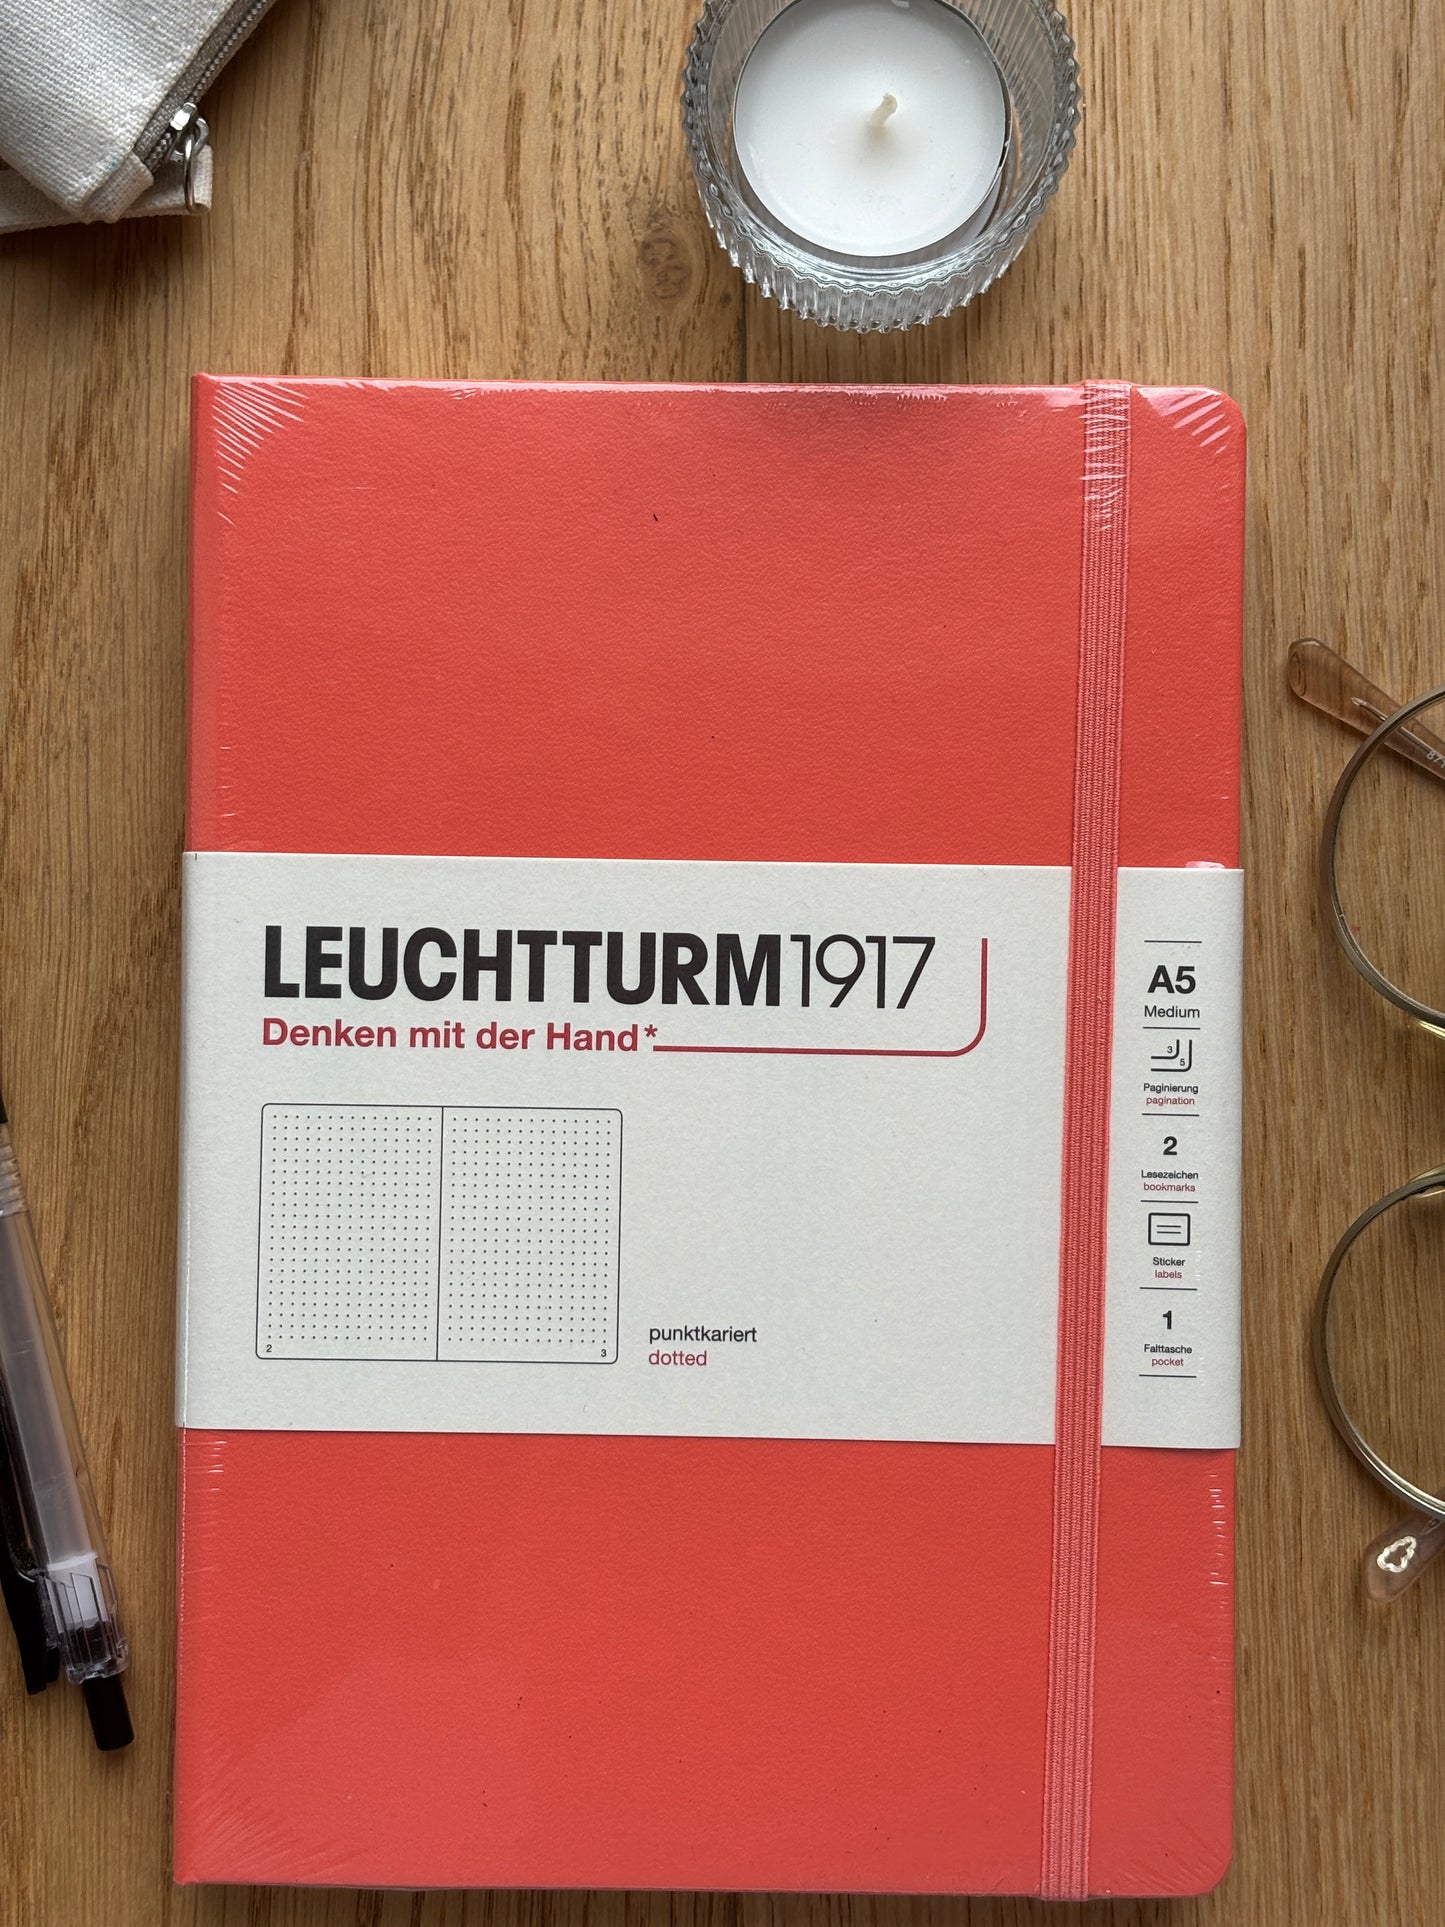 LEUCHTTURM1917
Denken mit der Hand*
2
3
punktkariert
dotted
A5
Medium
3
5
Paginierung
pagination
2
Lesezeichen
bookmarks
Sticker
labels
1
Falttasche
pocket